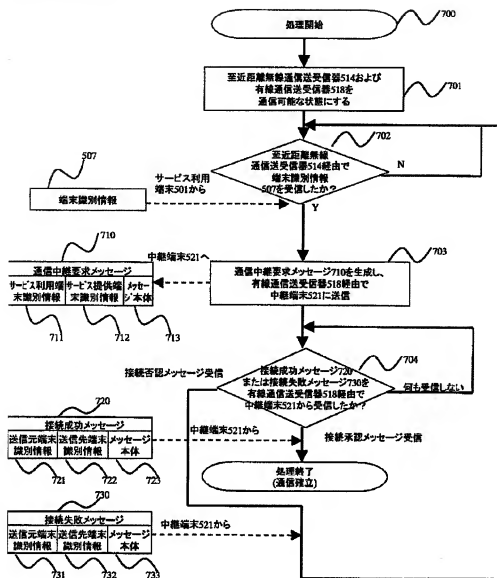 700
処理開始
至近距離無線通信送受信器514および
有線通信送受信器518を
通信可能な状態にする
701
702
至近距離無線
通信送受信器514経由で
端末識別情報
507を受信したか?
N
Y
507
端末識別情報
サービス利用
端末501から
710
通信中継要求メッセージ
サービス利用端
末識別情報
サービス提供端
末識別情報
メッセー
ジ本体
711
712
713
中継端末521へ
703
通信中継要求メッセージ710を生成し、
有線通信送受信器518経由で
中継端末521に送信
704
接続成功メッセージ720
または接続失敗メッセージ730を
有線通信送受信器518経由で
中継端末521から受信したか?
何も受信しない
接続否認メッセージ受信
接続承認メッセージ受信
720
接続成功メッセージ
送信元端末
識別情報
送信先端末
識別情報
メッセージ
本体
721
722
723
中継端末521から
処理終了
(通信確立)
730
接続失敗メッセージ
送信元端末
識別情報
送信先端末
識別情報
メッセージ
本体
731
732
733
中継端末521から